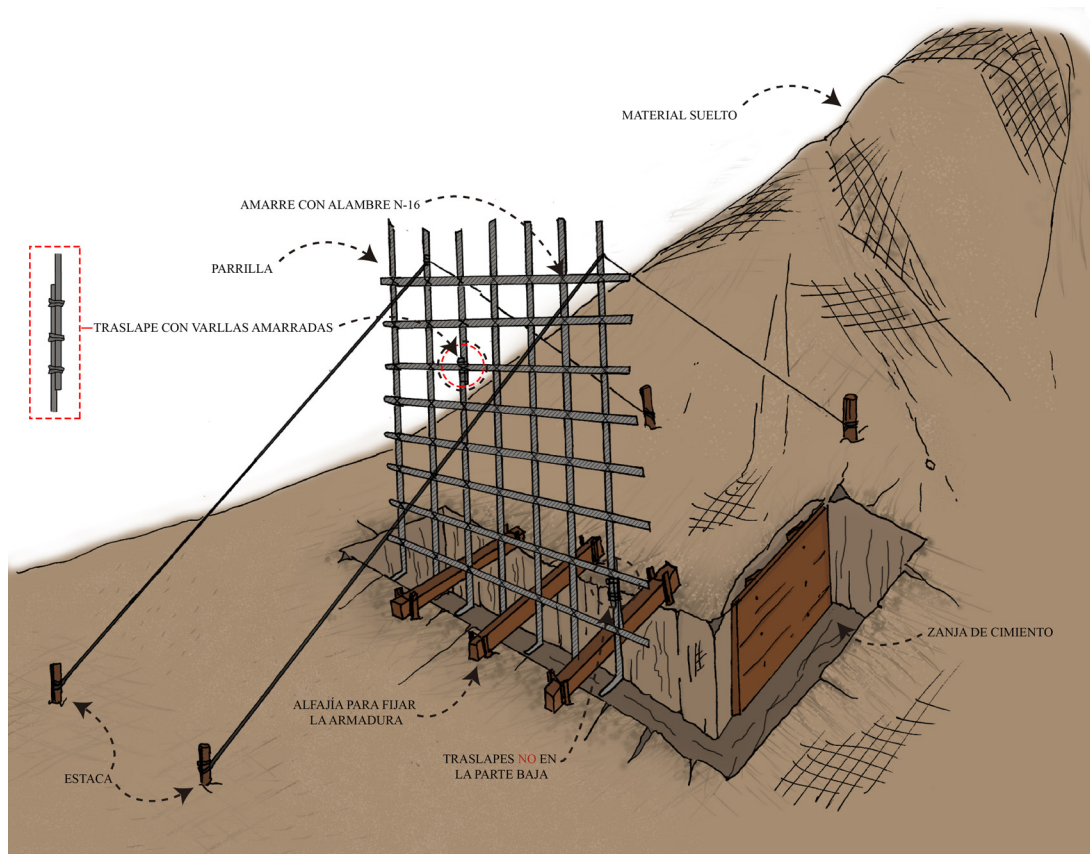 MATERIAL SUELTO
AMARRE CON ALAMBRE N-16
PARRILLA
TRASLAPE CON VARLLAS AMARRADAS
ZANJA DE CIMIENTO
ALFAJÍA PARA FIJAR
LA ARMADURA
TRASLAPES NO EN
LA PARTE BAJA
ESTACA